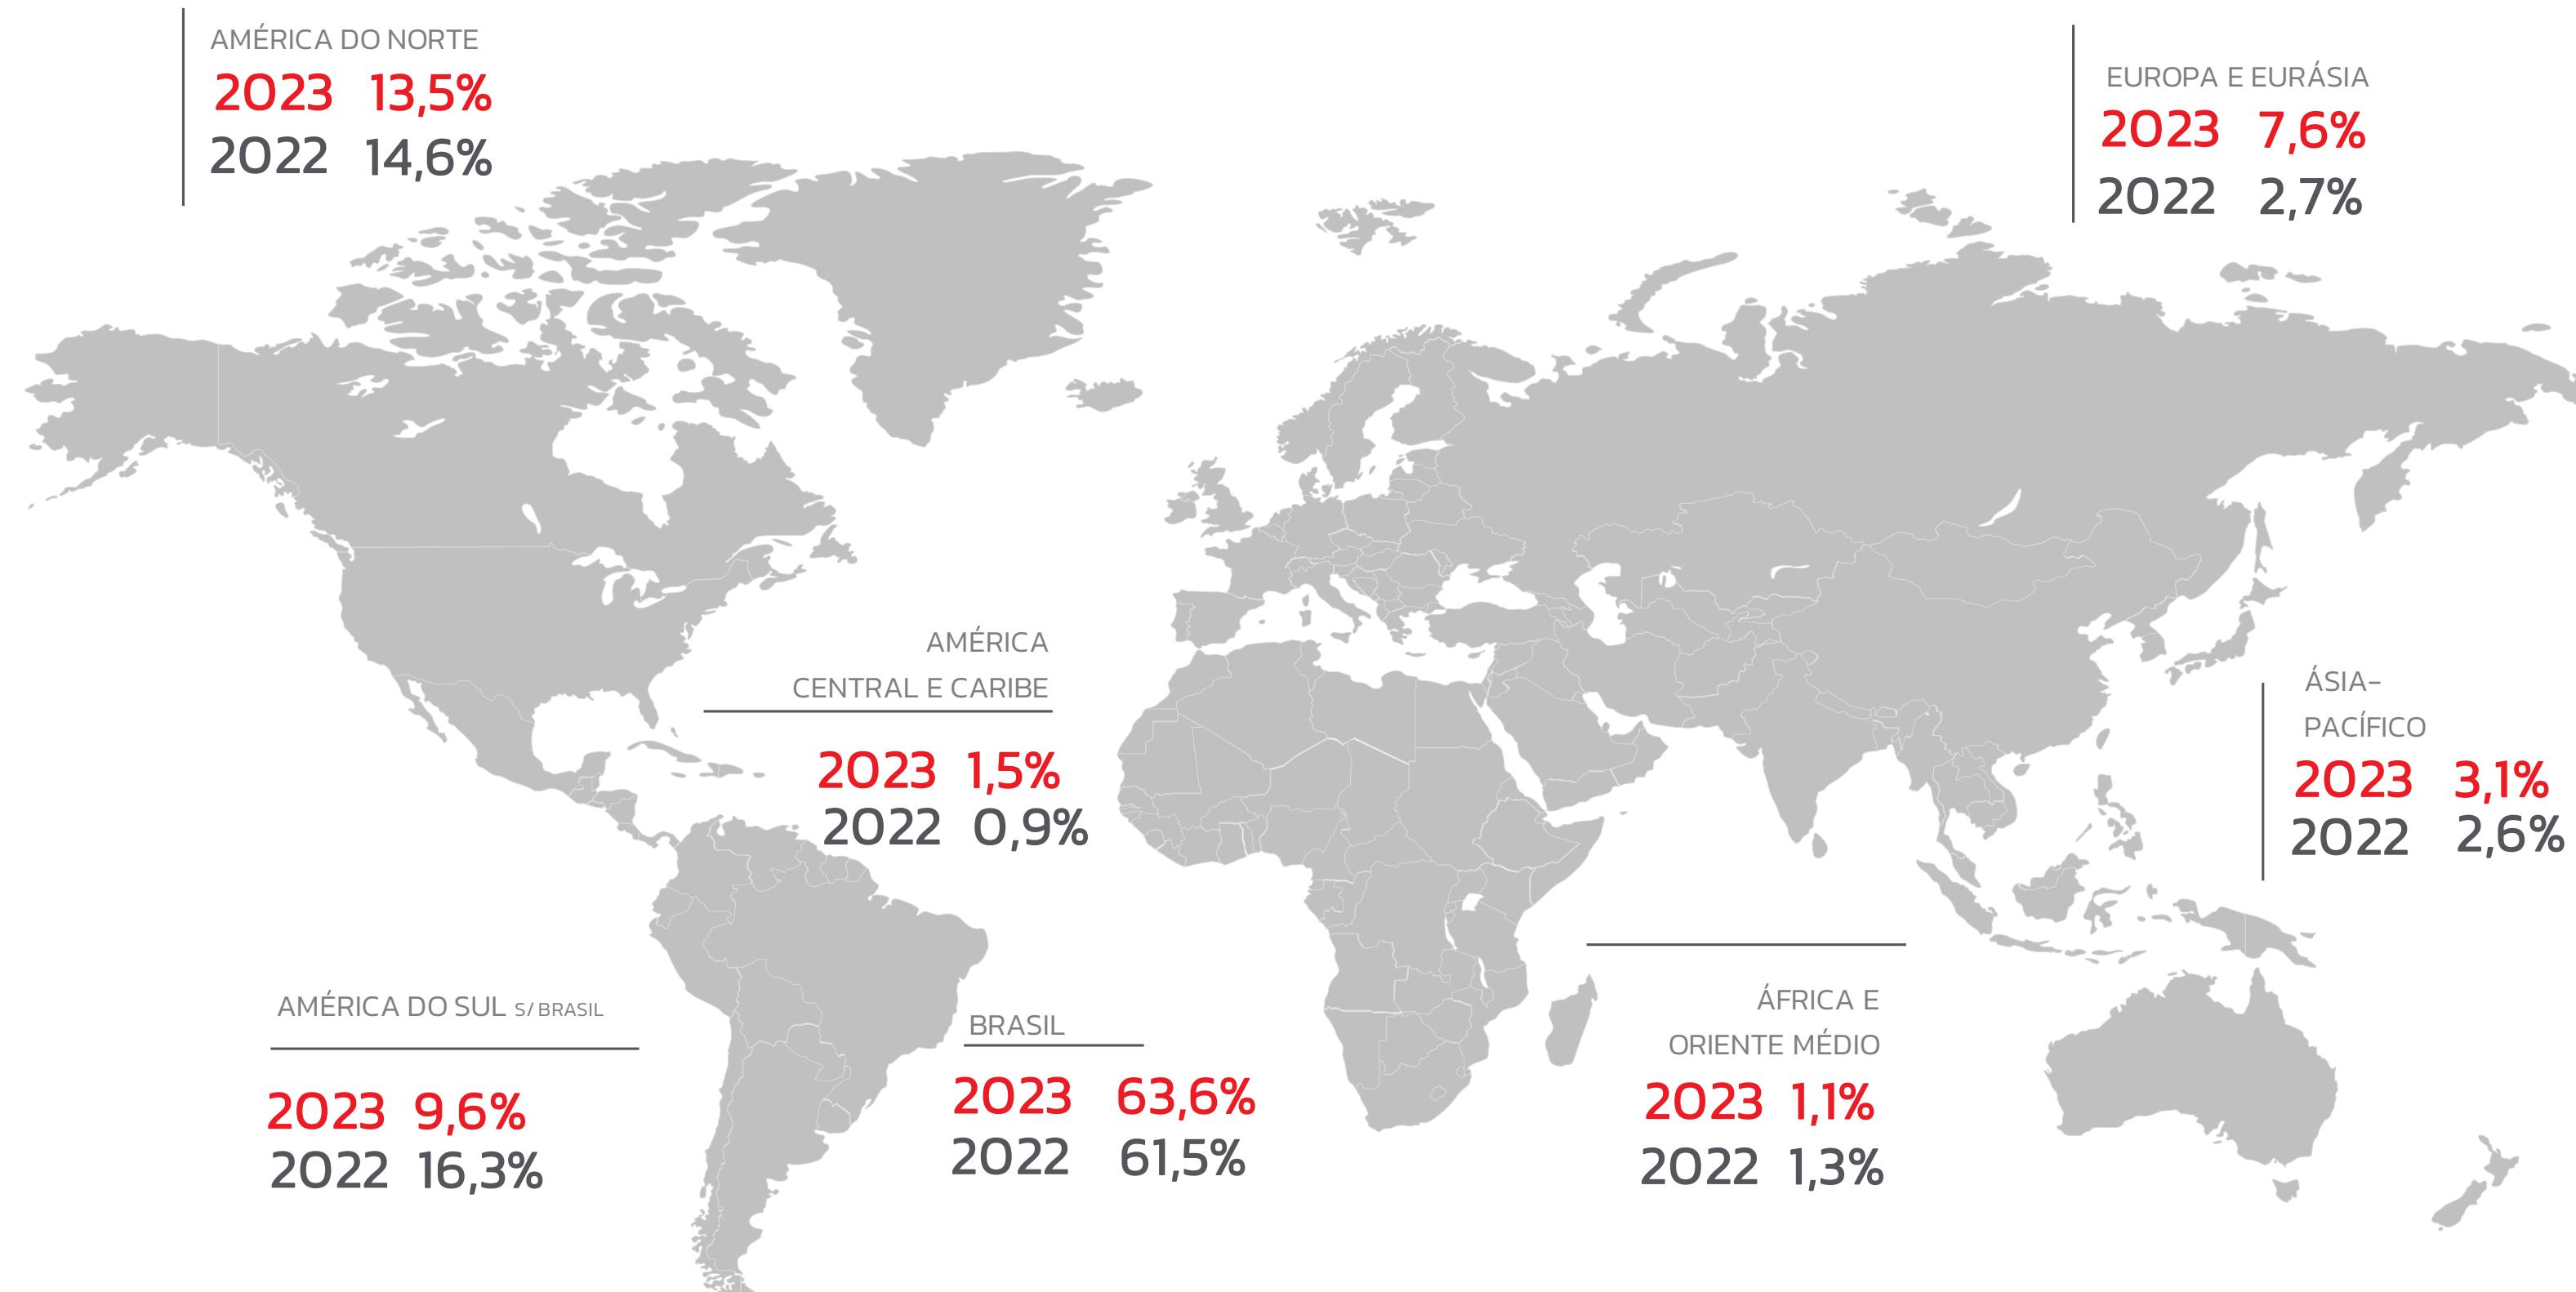 AMÉRICA DO NORTE
2023 13,5%
2022 14,6%
EUROPA E EURÁSIA
2023 7,6%
2022 2,7%
AMÉRICA
CENTRAL E CARIBE
2023 1,5%
2022 0,9%
ÁSIA-
PACÍFICO
2023 3,1%
2022 2,6%
AMÉRICA DO SUL S/ BRASIL
2023 9,6%
2022 16,3%
BRASIL
2023 63,6%
2022 61,5%
ÁFRICA E
ORIENTE MÉDIO
2023 1,1%
2022 1,3%